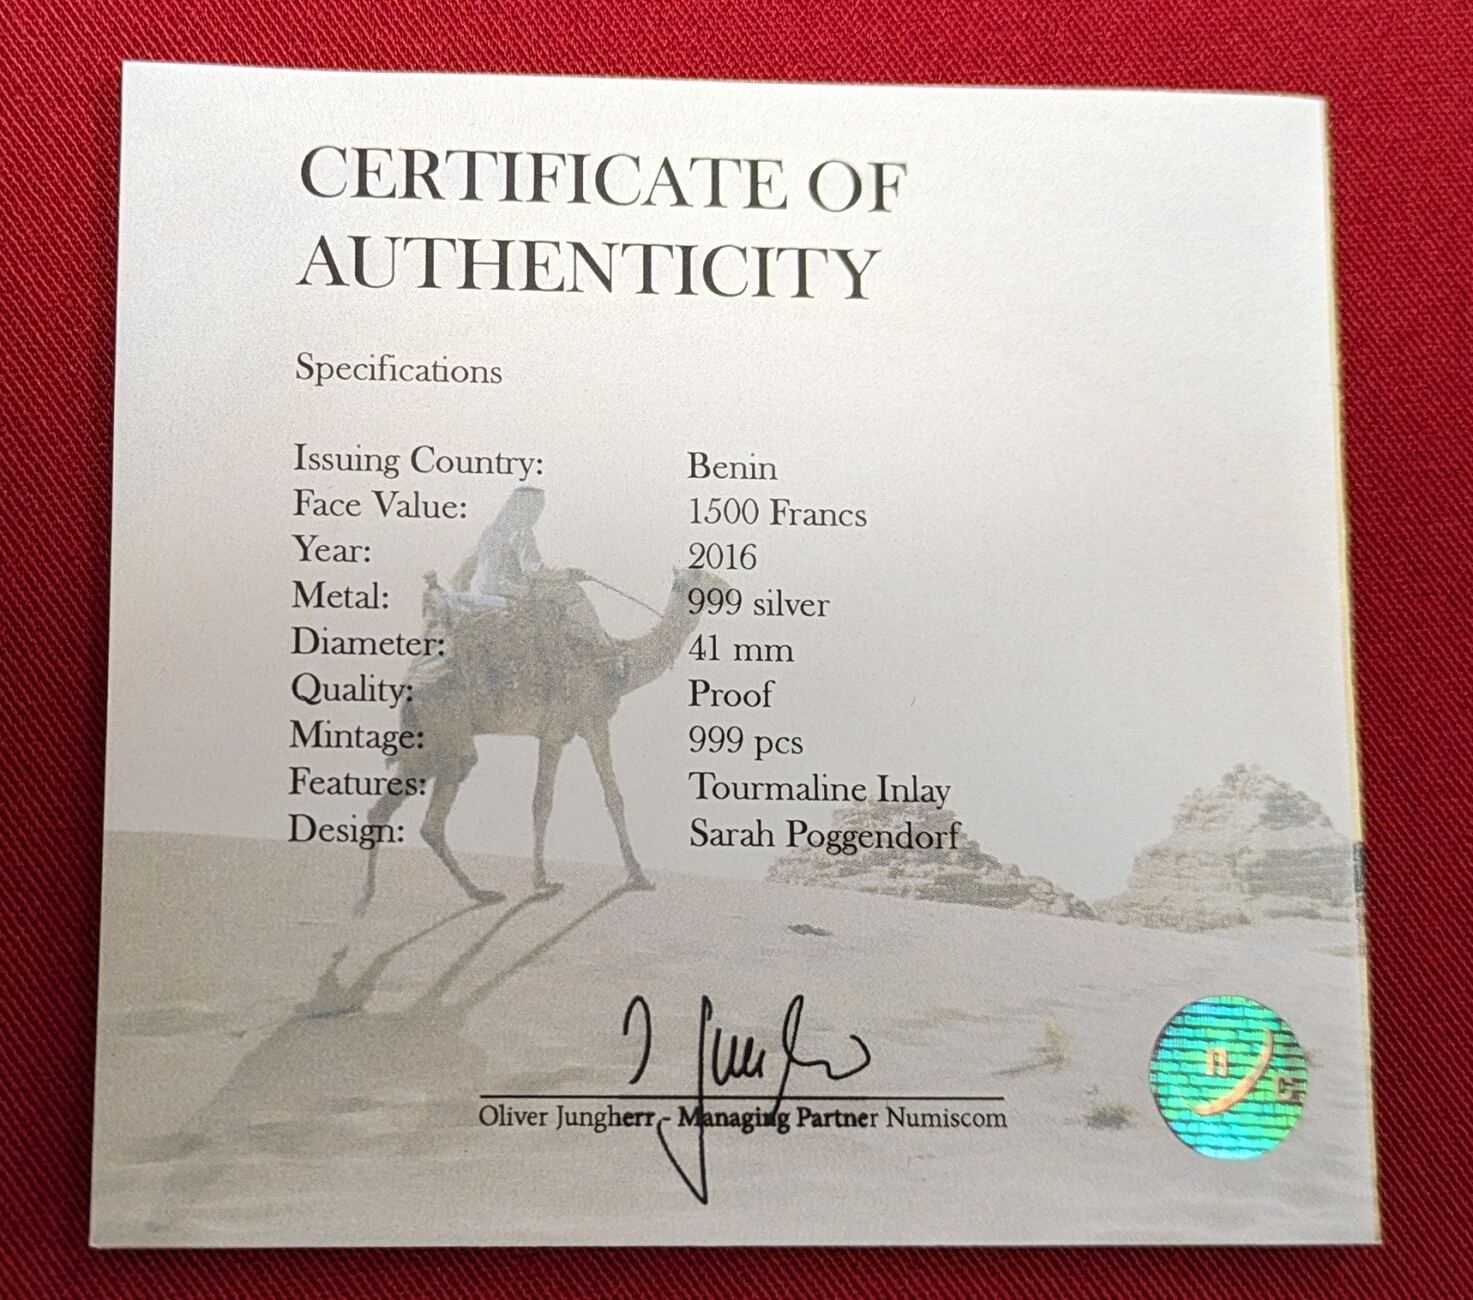 CERTIFICATE OF
AUTHENTICITY
Specifications
Issuing Country: Benin
Face Value: 1500 Francs
Year: 2016
Metal: 999 silver
Diameter: 41 mm
Quality: Proof
Mintage: 999 pcs
Features: Tourmaline Inlay
Design: Sarah Poggendorf
Oliver Jungherr - Managing Partner Numiscom